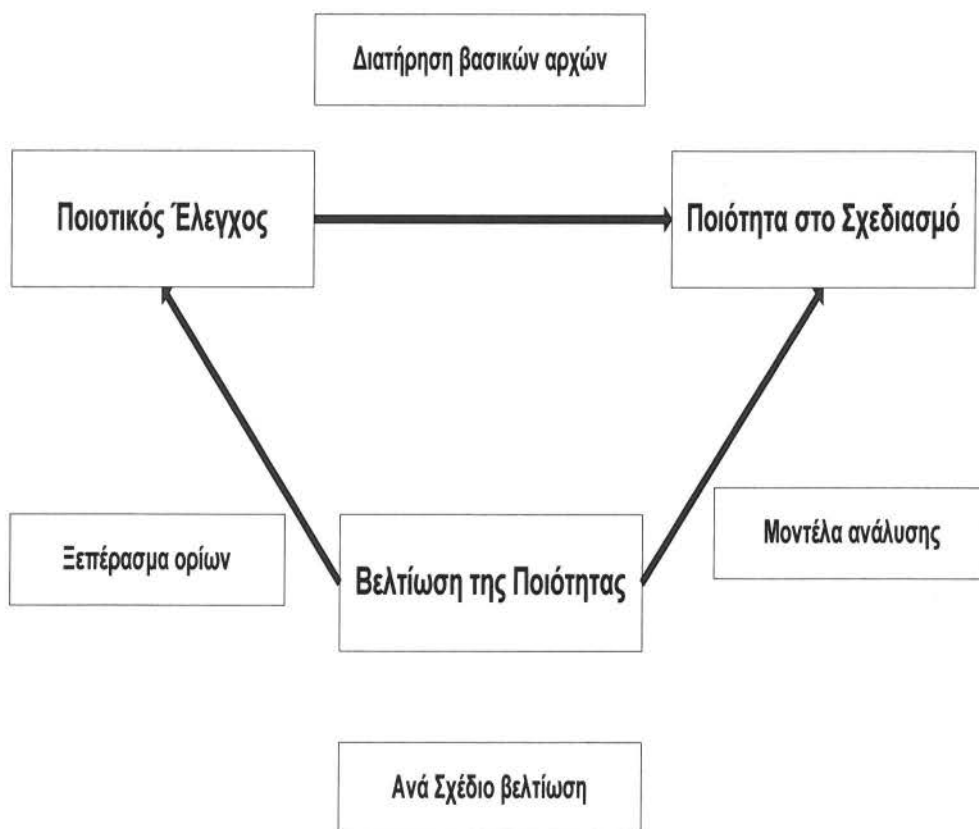 Διατήρηση βασικών αρχών
Ποιοτικός Έλεγχος
Ποιότητα στο Σχεδιασμό
Ξεπέρασμα ορίων
Βελτίωση της Ποιότητας
Μοντέλα ανάλυσης
Ανά Σχέδιο βελτίωση